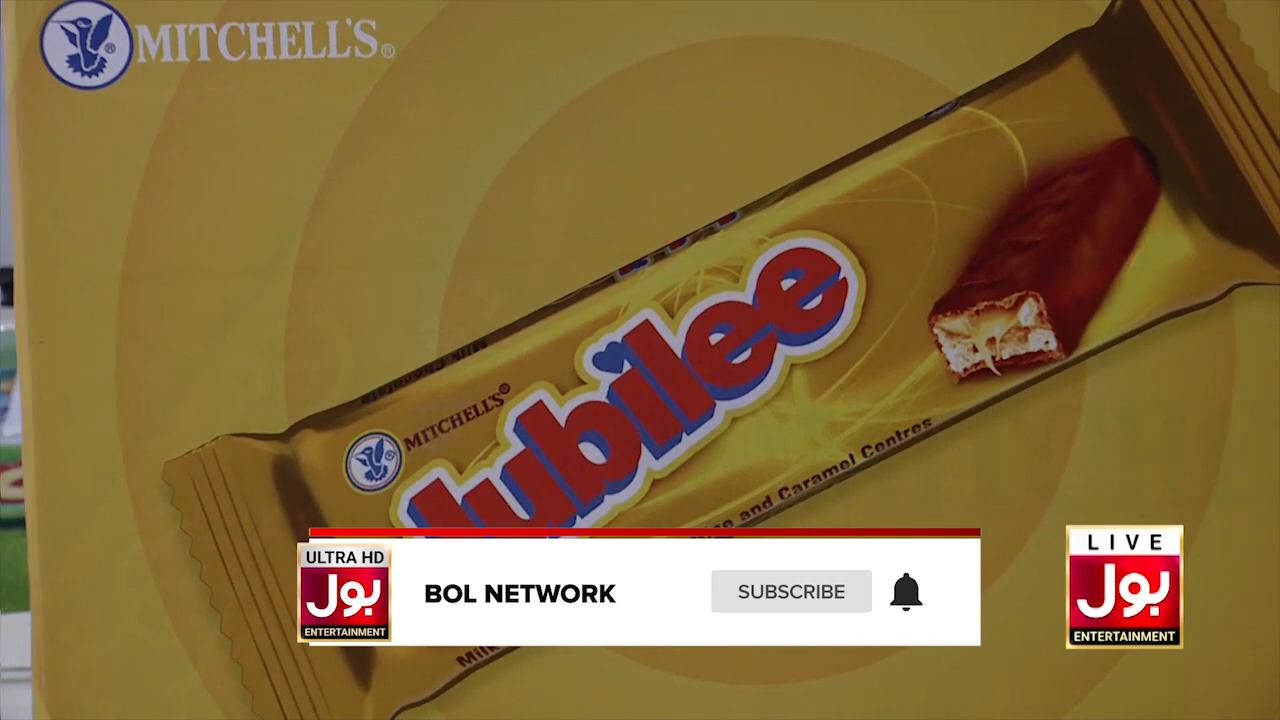 MITCHELL'S®
MITCHELL'S®
Jubilee
and Caramel Centres
ULTRA HD
بول
ENTERTAINMENT
BOL NETWORK
SUBSCRIBE
LIVE
بول
ENTERTAINMENT